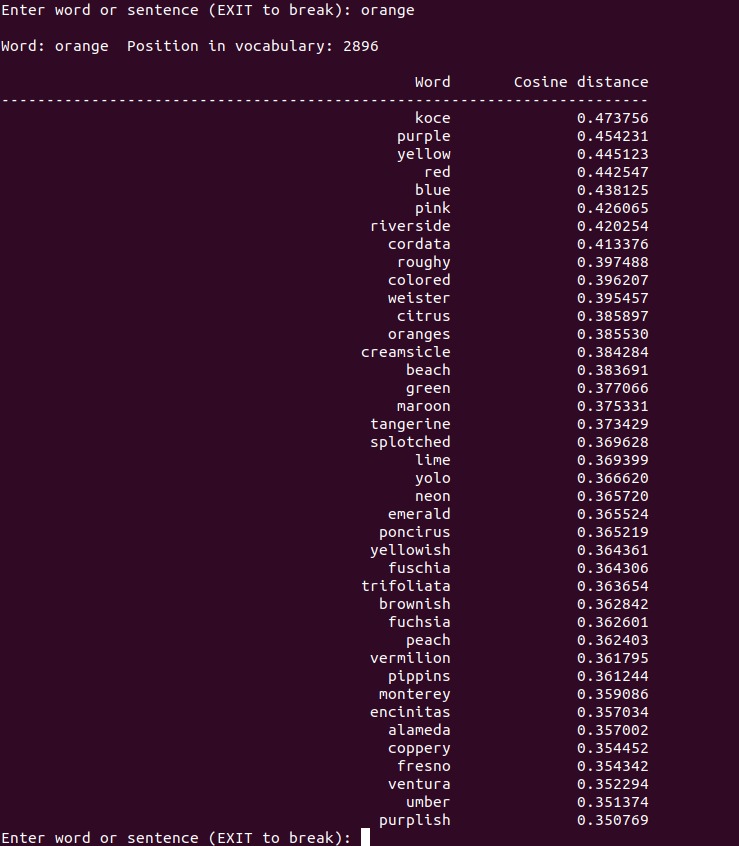 Enter word or sentence (EXIT to break): orange
Word: orange  Position in vocabulary: 2896
Word Cosine distance
------------------------------------------------------------------------
koce 0.473756
purple 0.454231
yellow 0.445123
red 0.442547
blue 0.438125
pink 0.426065
riverside 0.420254
cordata 0.413376
roughy 0.397488
colored 0.396207
weister 0.395457
citrus 0.385897
oranges 0.385530
creamsicle 0.384284
beach 0.383691
green 0.377066
maroon 0.375331
tangerine 0.373429
splotched 0.369628
lime 0.369399
yolo 0.366620
neon 0.365720
emerald 0.365524
poncirus 0.365219
yellowish 0.364361
fuschia 0.364306
trifoliata 0.363654
brownish 0.362842
fuchsia 0.362601
peach 0.362403
vermilion 0.361795
pippins 0.361244
monterey 0.359086
encinitas 0.357034
alameda 0.357002
coppery 0.354452
fresno 0.354342
ventura 0.352294
umber 0.351374
purplish 0.350769
Enter word or sentence (EXIT to break):